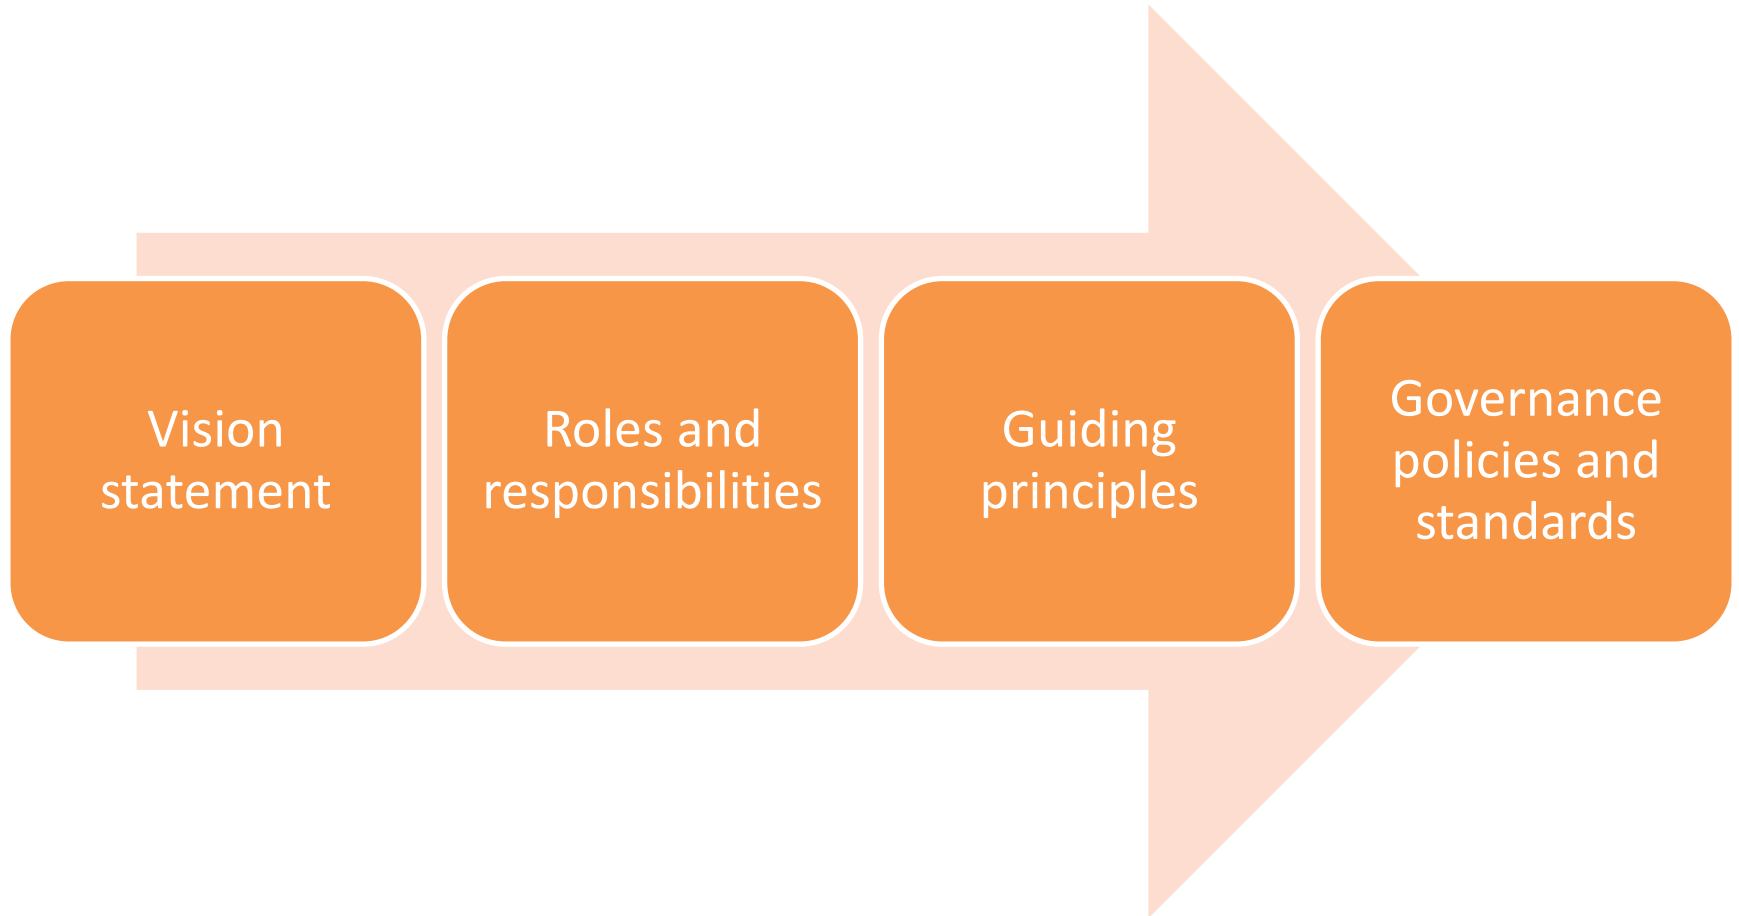 Vision
statement
Roles and
responsibilities
Guiding
principles
Governance
policies and
standards